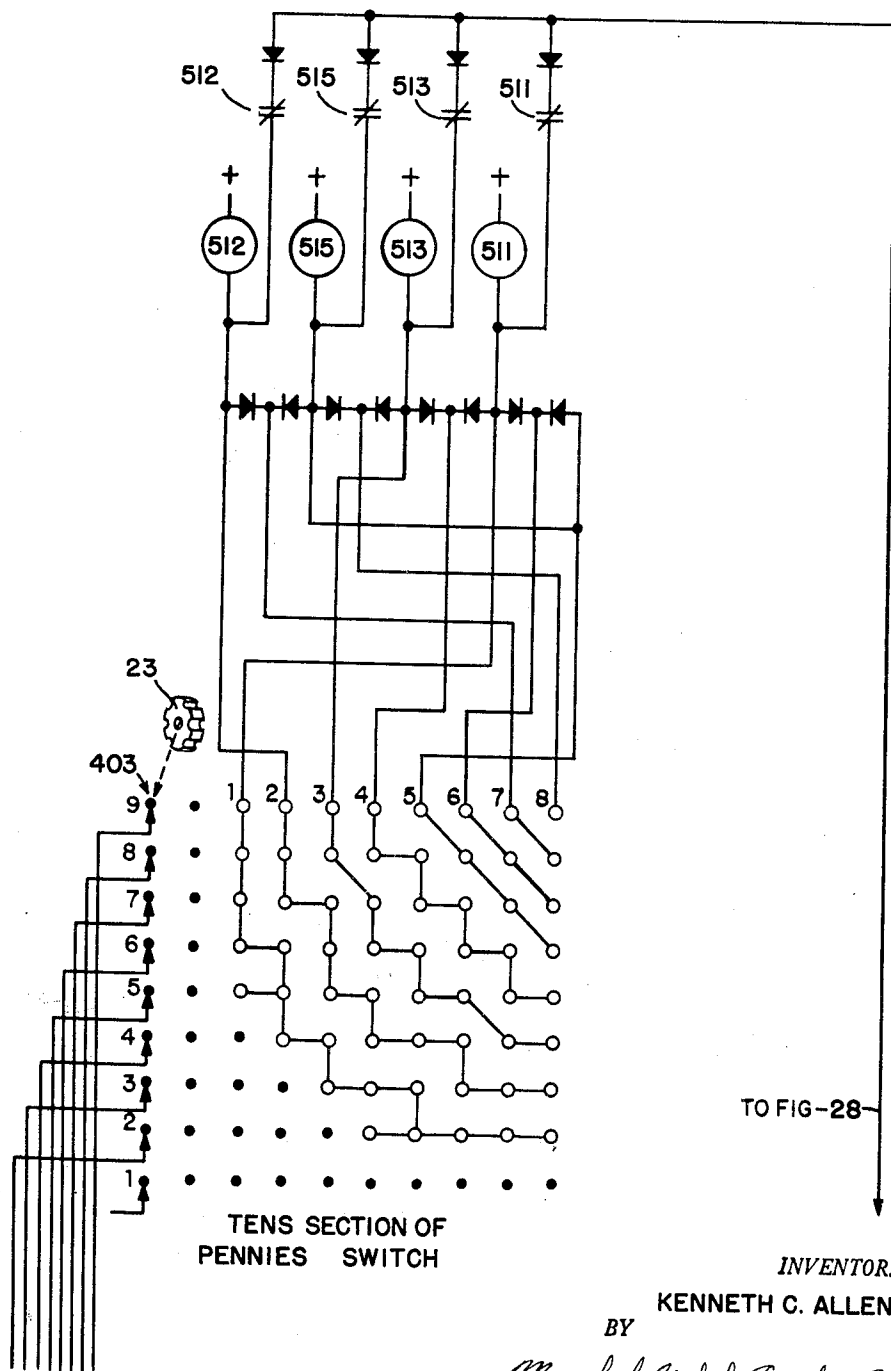 512 515 513 511
+ + + +
512 515 513 511
23
403
1 2 3 4 5 6 7 8
9
8
7
6
5
4
3
2
1
TO FIG-28
TENS SECTION OF
PENNIES SWITCH
INVENTOR.
KENNETH C. ALLEN
BY